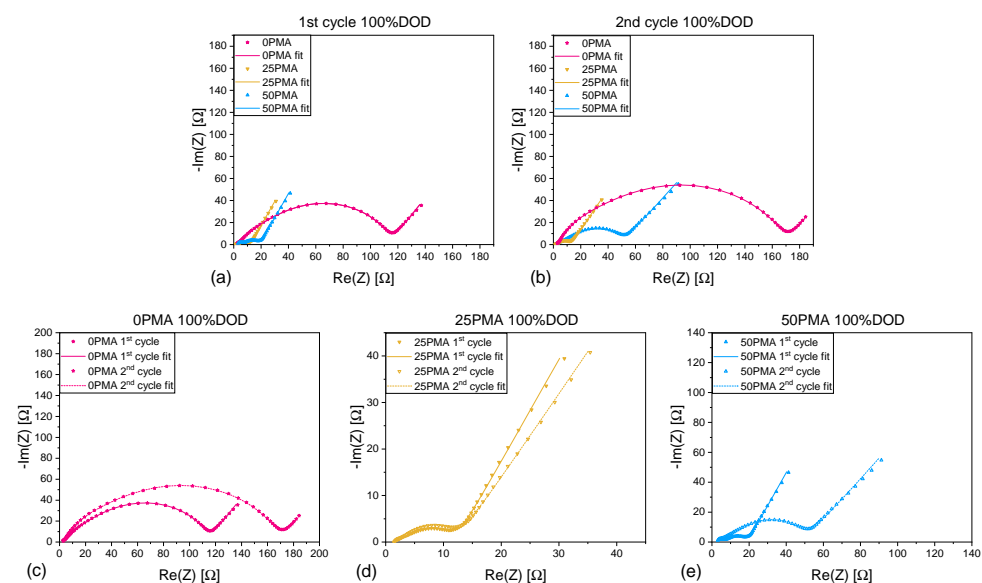 1st cycle 100%DOD
0PMA
0PMA fit
25PMA
25PMA fit
50PMA
50PMA fit
-Im(Z) [Ω]
180
160
140
120
100
80
60
40
20
0
0 20 40 60 80 100 120 140 160 180
Re(Z) [Ω]
(a)
2nd cycle 100%DOD
0PMA
0PMA fit
25PMA
25PMA fit
50PMA
50PMA fit
-Im(Z) [Ω]
180
160
140
120
100
80
60
40
20
0
0 20 40 60 80 100 120 140 160 180
Re(Z) [Ω]
(b)
0PMA 100%DOD
0PMA 1st cycle
0PMA 1st cycle fit
0PMA 2nd cycle
0PMA 2nd cycle fit
-Im(Z) [Ω]
200
180
160
140
120
100
80
60
40
20
0
0 20 40 60 80 100 120 140 160 180 200
Re(Z) [Ω]
(c)
25PMA 100%DOD
25PMA 1st cycle
25PMA 1st cycle fit
25PMA 2nd cycle
25PMA 2nd cycle fit
-Im(Z) [Ω]
40
30
20
10
0
0 10 20 30 40
Re(Z) [Ω]
(d)
50PMA 100%DOD
50PMA 1st cycle
50PMA 1st cycle fit
50PMA 2nd cycle
50PMA 2nd cycle fit
-Im(Z) [Ω]
140
120
100
80
60
40
20
0
0 20 40 60 80 100 120 140
Re(Z) [Ω]
(e)